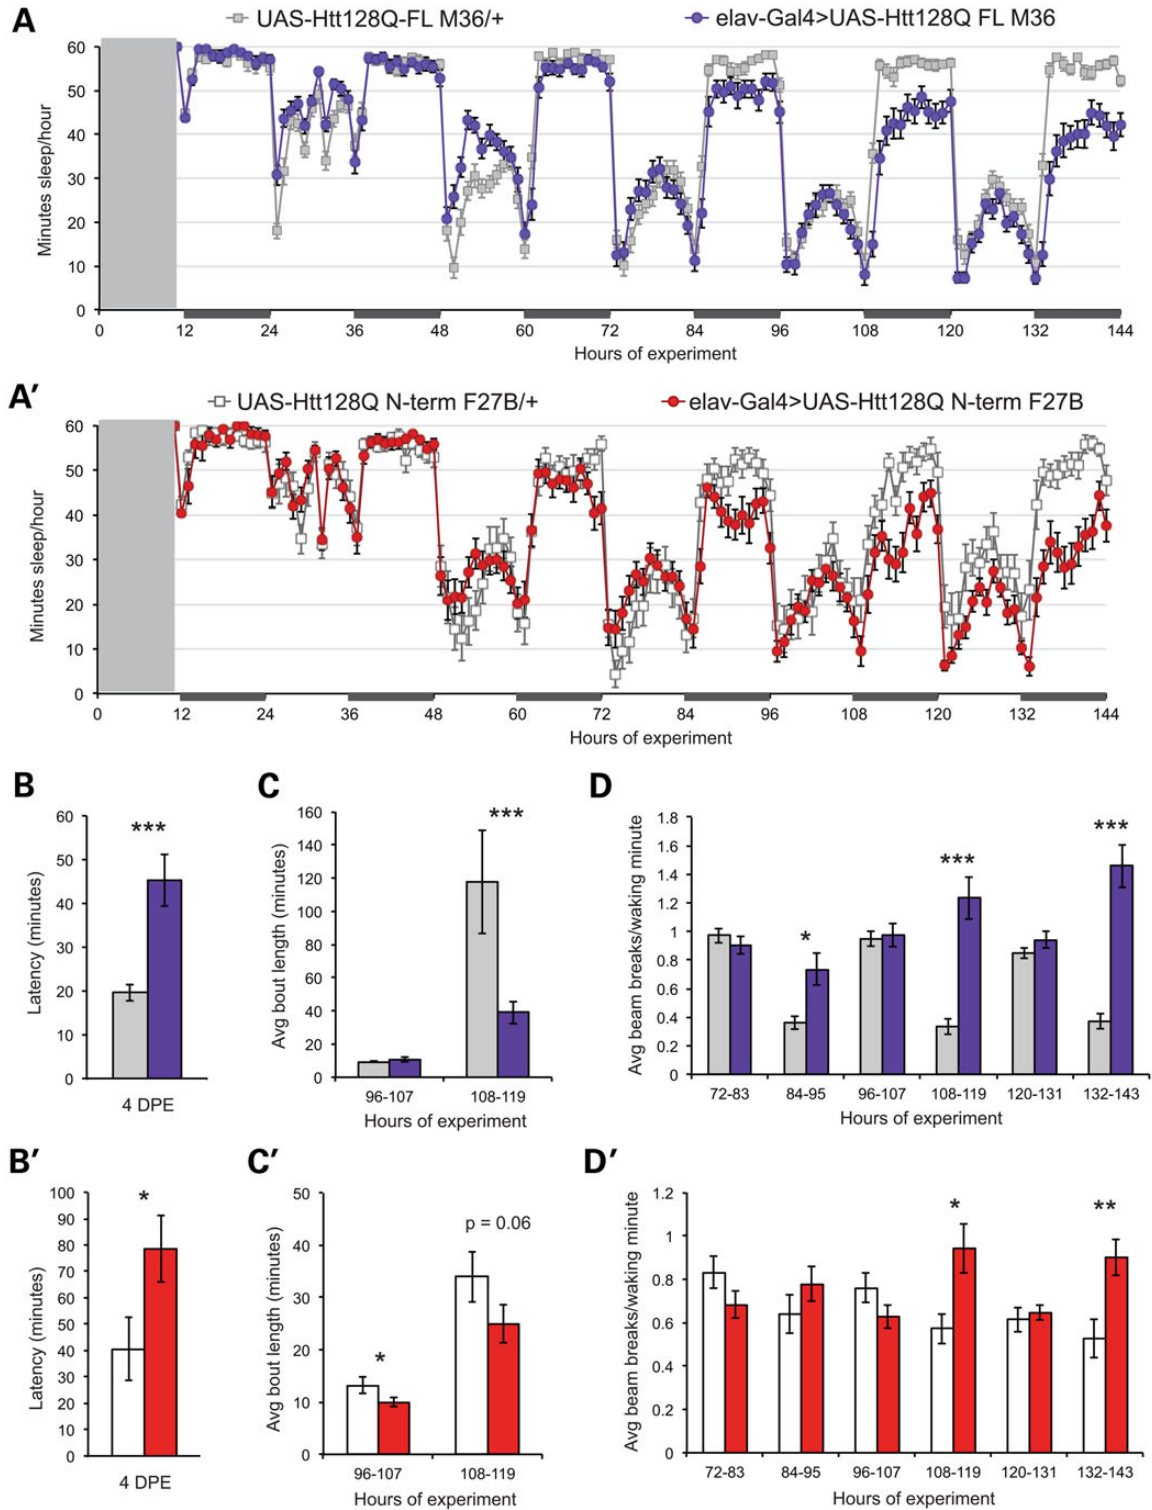 A
UAS-Htt128Q-FL M36/+
elav-Gal4>UAS-Htt128Q FL M36
Minutes sleep/hour
60
50
40
30
20
10
0
0 12 24 36 48 60 72 84 96 108 120 132 144
Hours of experiment
A′
UAS-Htt128Q N-term F27B/+
elav-Gal4>UAS-Htt128Q N-term F27B
Minutes sleep/hour
60
50
40
30
20
10
0
0 12 24 36 48 60 72 84 96 108 120 132 144
Hours of experiment
B
Latency (minutes)
60
50
40
30
20
10
0
***
4 DPE
C
Avg bout length (minutes)
160
140
120
100
80
60
40
20
0
***
96-107 108-119
Hours of experiment
D
Avg beam breaks/waking minute
1.8
1.6
1.4
1.2
1
0.8
0.6
0.4
0.2
0
*
***
***
72-83 84-95 96-107 108-119 120-131 132-143
Hours of experiment
B′
Latency (minutes)
100
90
80
70
60
50
40
30
20
10
0
*
4 DPE
C′
Avg bout length (minutes)
50
40
30
20
10
0
*
p = 0.06
96-107 108-119
Hours of experiment
D′
Avg beam breaks/waking minute
1.2
1
0.8
0.6
0.4
0.2
0
*
**
72-83 84-95 96-107 108-119 120-131 132-143
Hours of experiment